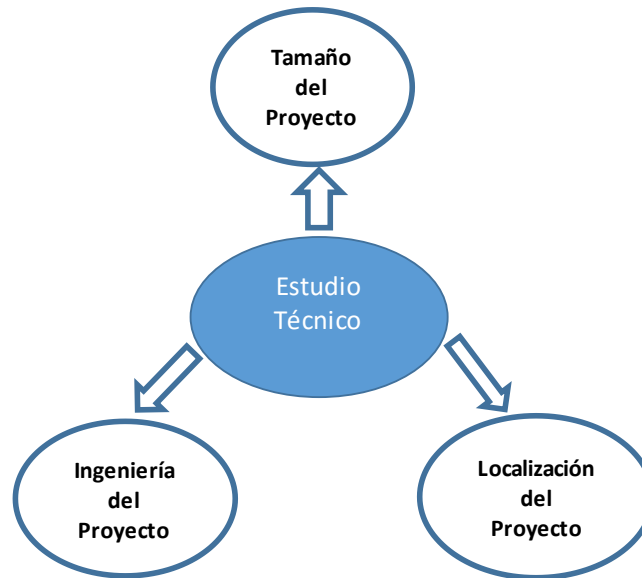 Tamaño
del
Proyecto
Estudio
Técnico
Ingeniería
del
Proyecto
Localización
del
Proyecto